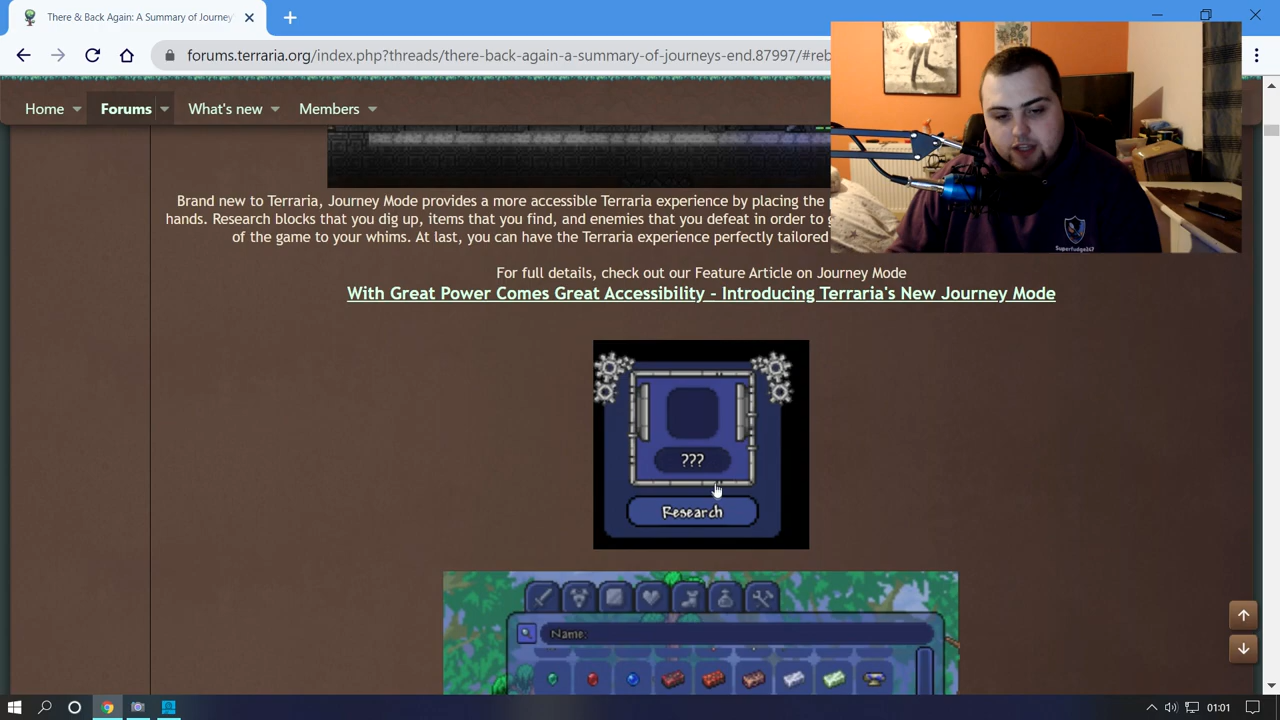 There & Back Again: A Summary of Journey
forums.terraria.org/index.php?threads/there-back-again-a-summary-of-journeys-end.87997/#reb
Home
Forums
What's new
Members
Brand new to Terraria, Journey Mode provides a more accessible Terraria experience by placing the
hands. Research blocks that you dig up, items that you find, and enemies that you defeat in order to
of the game to your whims. At last, you can have the Terraria experience perfectly tailored
For full details, check out our Feature Article on Journey Mode
With Great Power Comes Great Accessibility - Introducing Terraria's New Journey Mode
???
Research
Name:
Superfudge367
01:01